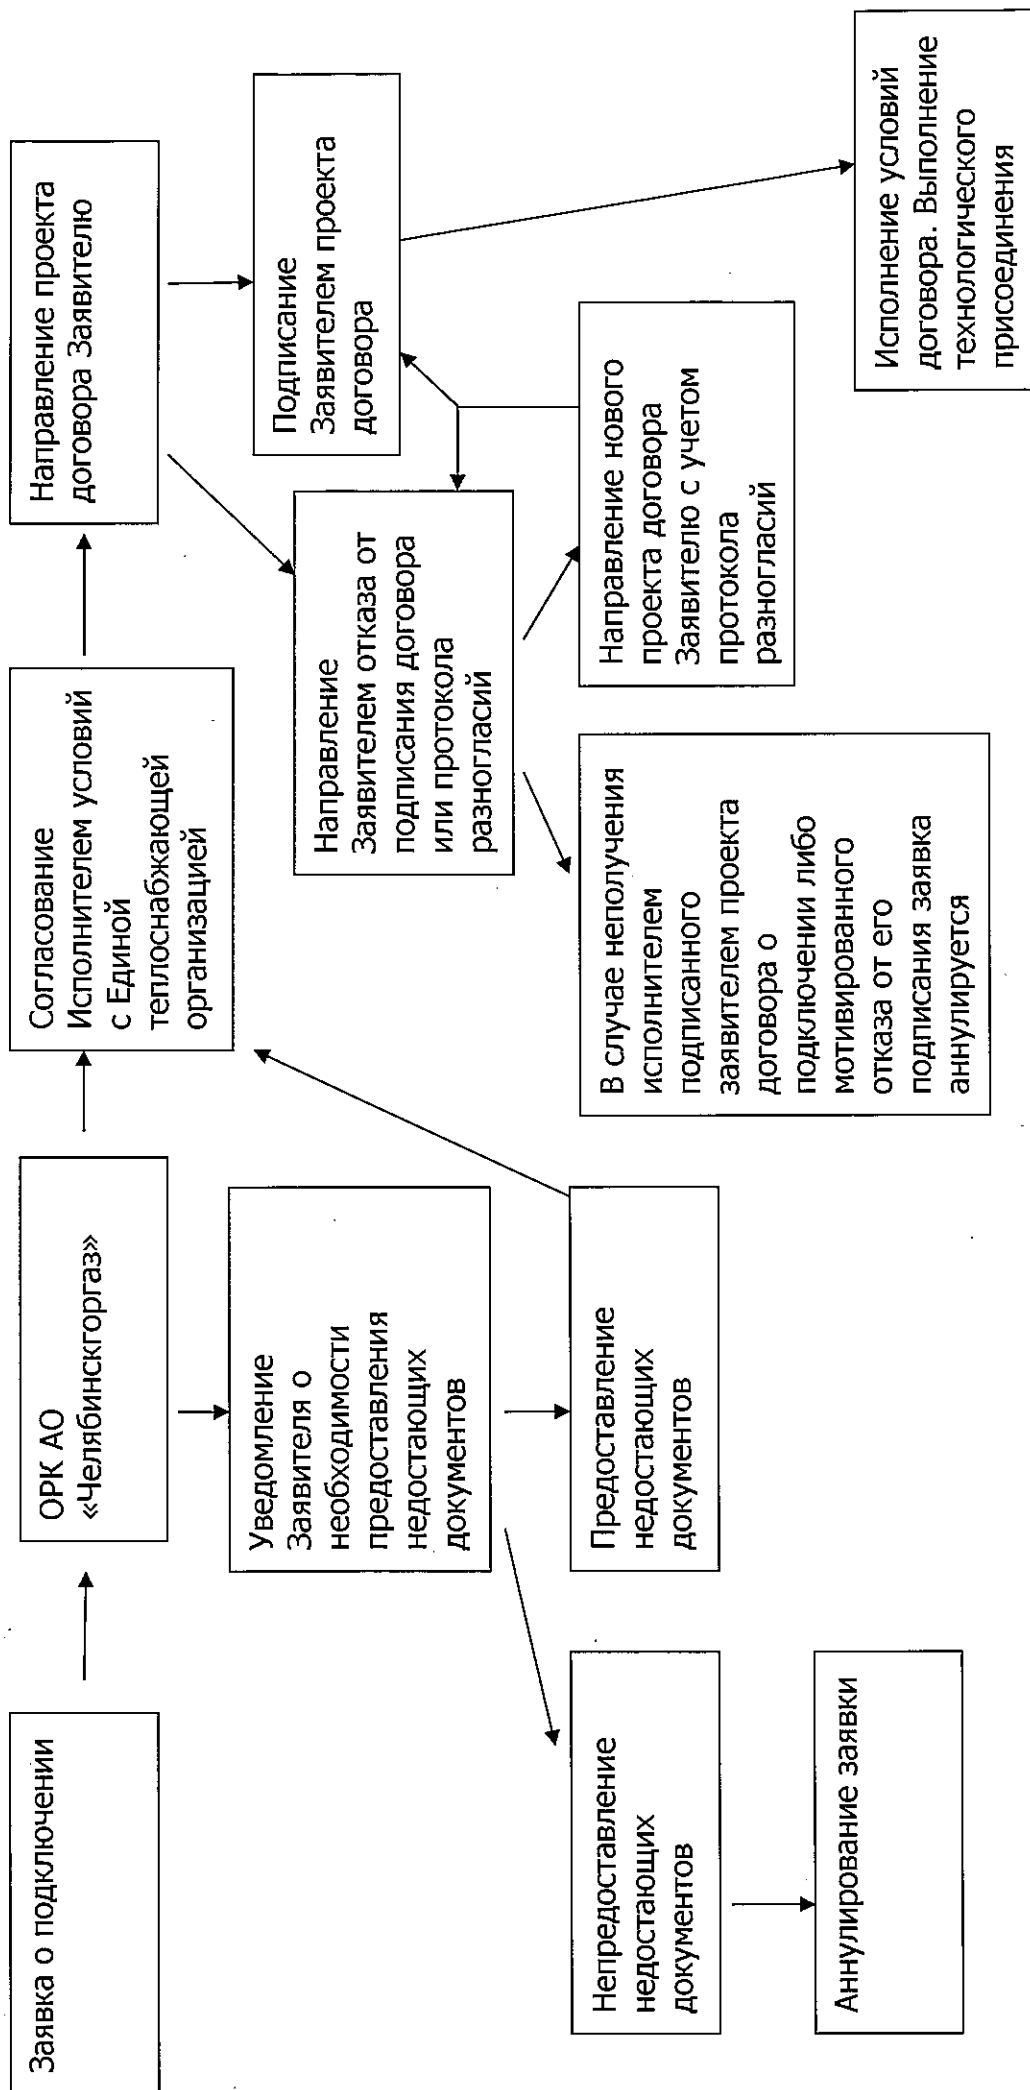 Заявка о подключении
ОРК АО
«Челябинскгоргаз»
Согласование
Исполнителем условий
с Единой
теплоснабжающей
организацией
Направление проекта
договора Заявителю
Уведомление
Заявителя о
необходимости
предоставления
недостающих
документов
Подписание
Заявителем проекта
договора
Направление
Заявителем отказа от
подписания договора
или протокола
разногласий
Непредоставление
недостающих
документов
Предоставление
недостающих
документов
В случае неполучения
исполнителем
подписанного
заявителем проекта
договора о
подключении либо
мотивированного
отказа от его
подписания заявка
аннулируется
Направление нового
проекта договора
Заявителю с учетом
протокола
разногласий
Аннулирование заявки
Исполнение условий
договора. Выполнение
технологического
присоединения